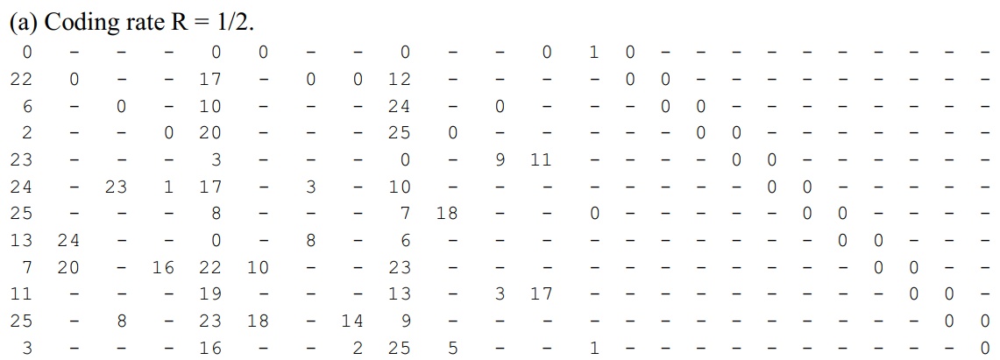 (a) Coding rate R = 1/2.
0 - - - 0 0 - - 0 - - 0 1 0 - - - - - - - - - -
22 0 - - 17 - 0 0 12 - - - - 0 0 - - - - - - - - -
6 - 0 - 10 - - - 24 - 0 - - - 0 0 - - - - - - - -
2 - - 0 20 - - - 25 0 - - - - - 0 0 - - - - - - -
23 - - - 3 - - - 0 - 9 11 - - - - 0 0 - - - - - -
24 - 23 1 17 - 3 - 10 - - - - - - - - 0 0 - - - - -
25 - - - 8 - - - 7 18 - - 0 - - - - - 0 0 - - - -
13 24 - - 0 - 8 - 6 - - - - - - - - - - 0 0 - - -
7 20 - 16 22 10 - - 23 - - - - - - - - - - - 0 0 - -
11 - - - 19 - - - 13 - 3 17 - - - - - - - - - 0 0 -
25 - 8 - 23 18 - 14 9 - - - - - - - - - - - - - 0 0
3 - - - 16 - - 2 25 5 - - 1 - - - - - - - - - - 0